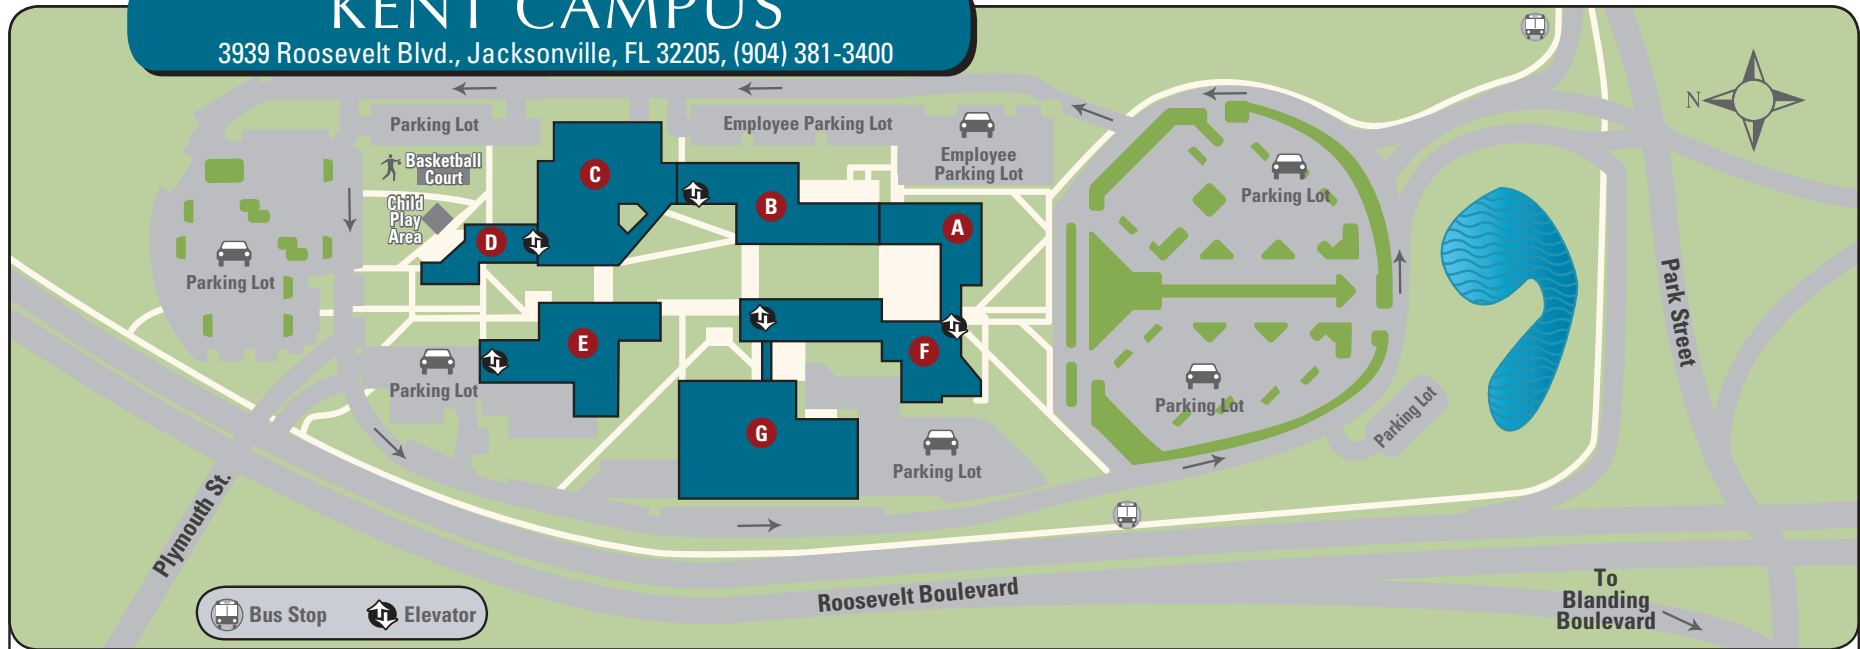 KENT CAMPUS
3939 Roosevelt Blvd., Jacksonville, FL 32205, (904) 381-3400
N
Parking Lot
Employee Parking Lot
Employee
Parking Lot
Parking Lot
Basketball
Court
Child
Play
Area
Parking Lot
C
B
A
D
E
F
G
Parking Lot
Parking Lot
Parking Lot
Parking Lot
Park Street
Plymouth St.
Roosevelt Boulevard
To
Blanding
Boulevard
Bus Stop
Elevator